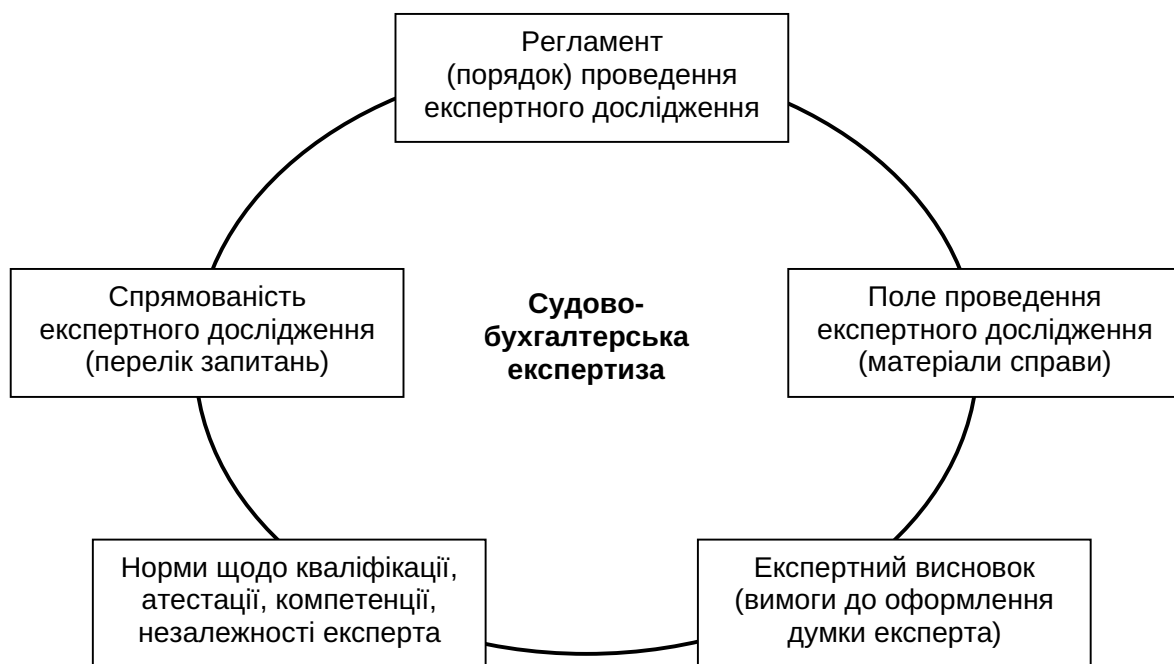 Регламент
(порядок) проведення
експертного дослідження
Спрямованість
експертного дослідження
(перелік запитань)
Судово-
бухгалтерська
експертиза
Поле проведення
експертного дослідження
(матеріали справи)
Норми щодо кваліфікації,
атестації, компетенції,
незалежності експерта
Експертний висновок
(вимоги до оформлення
думки експерта)